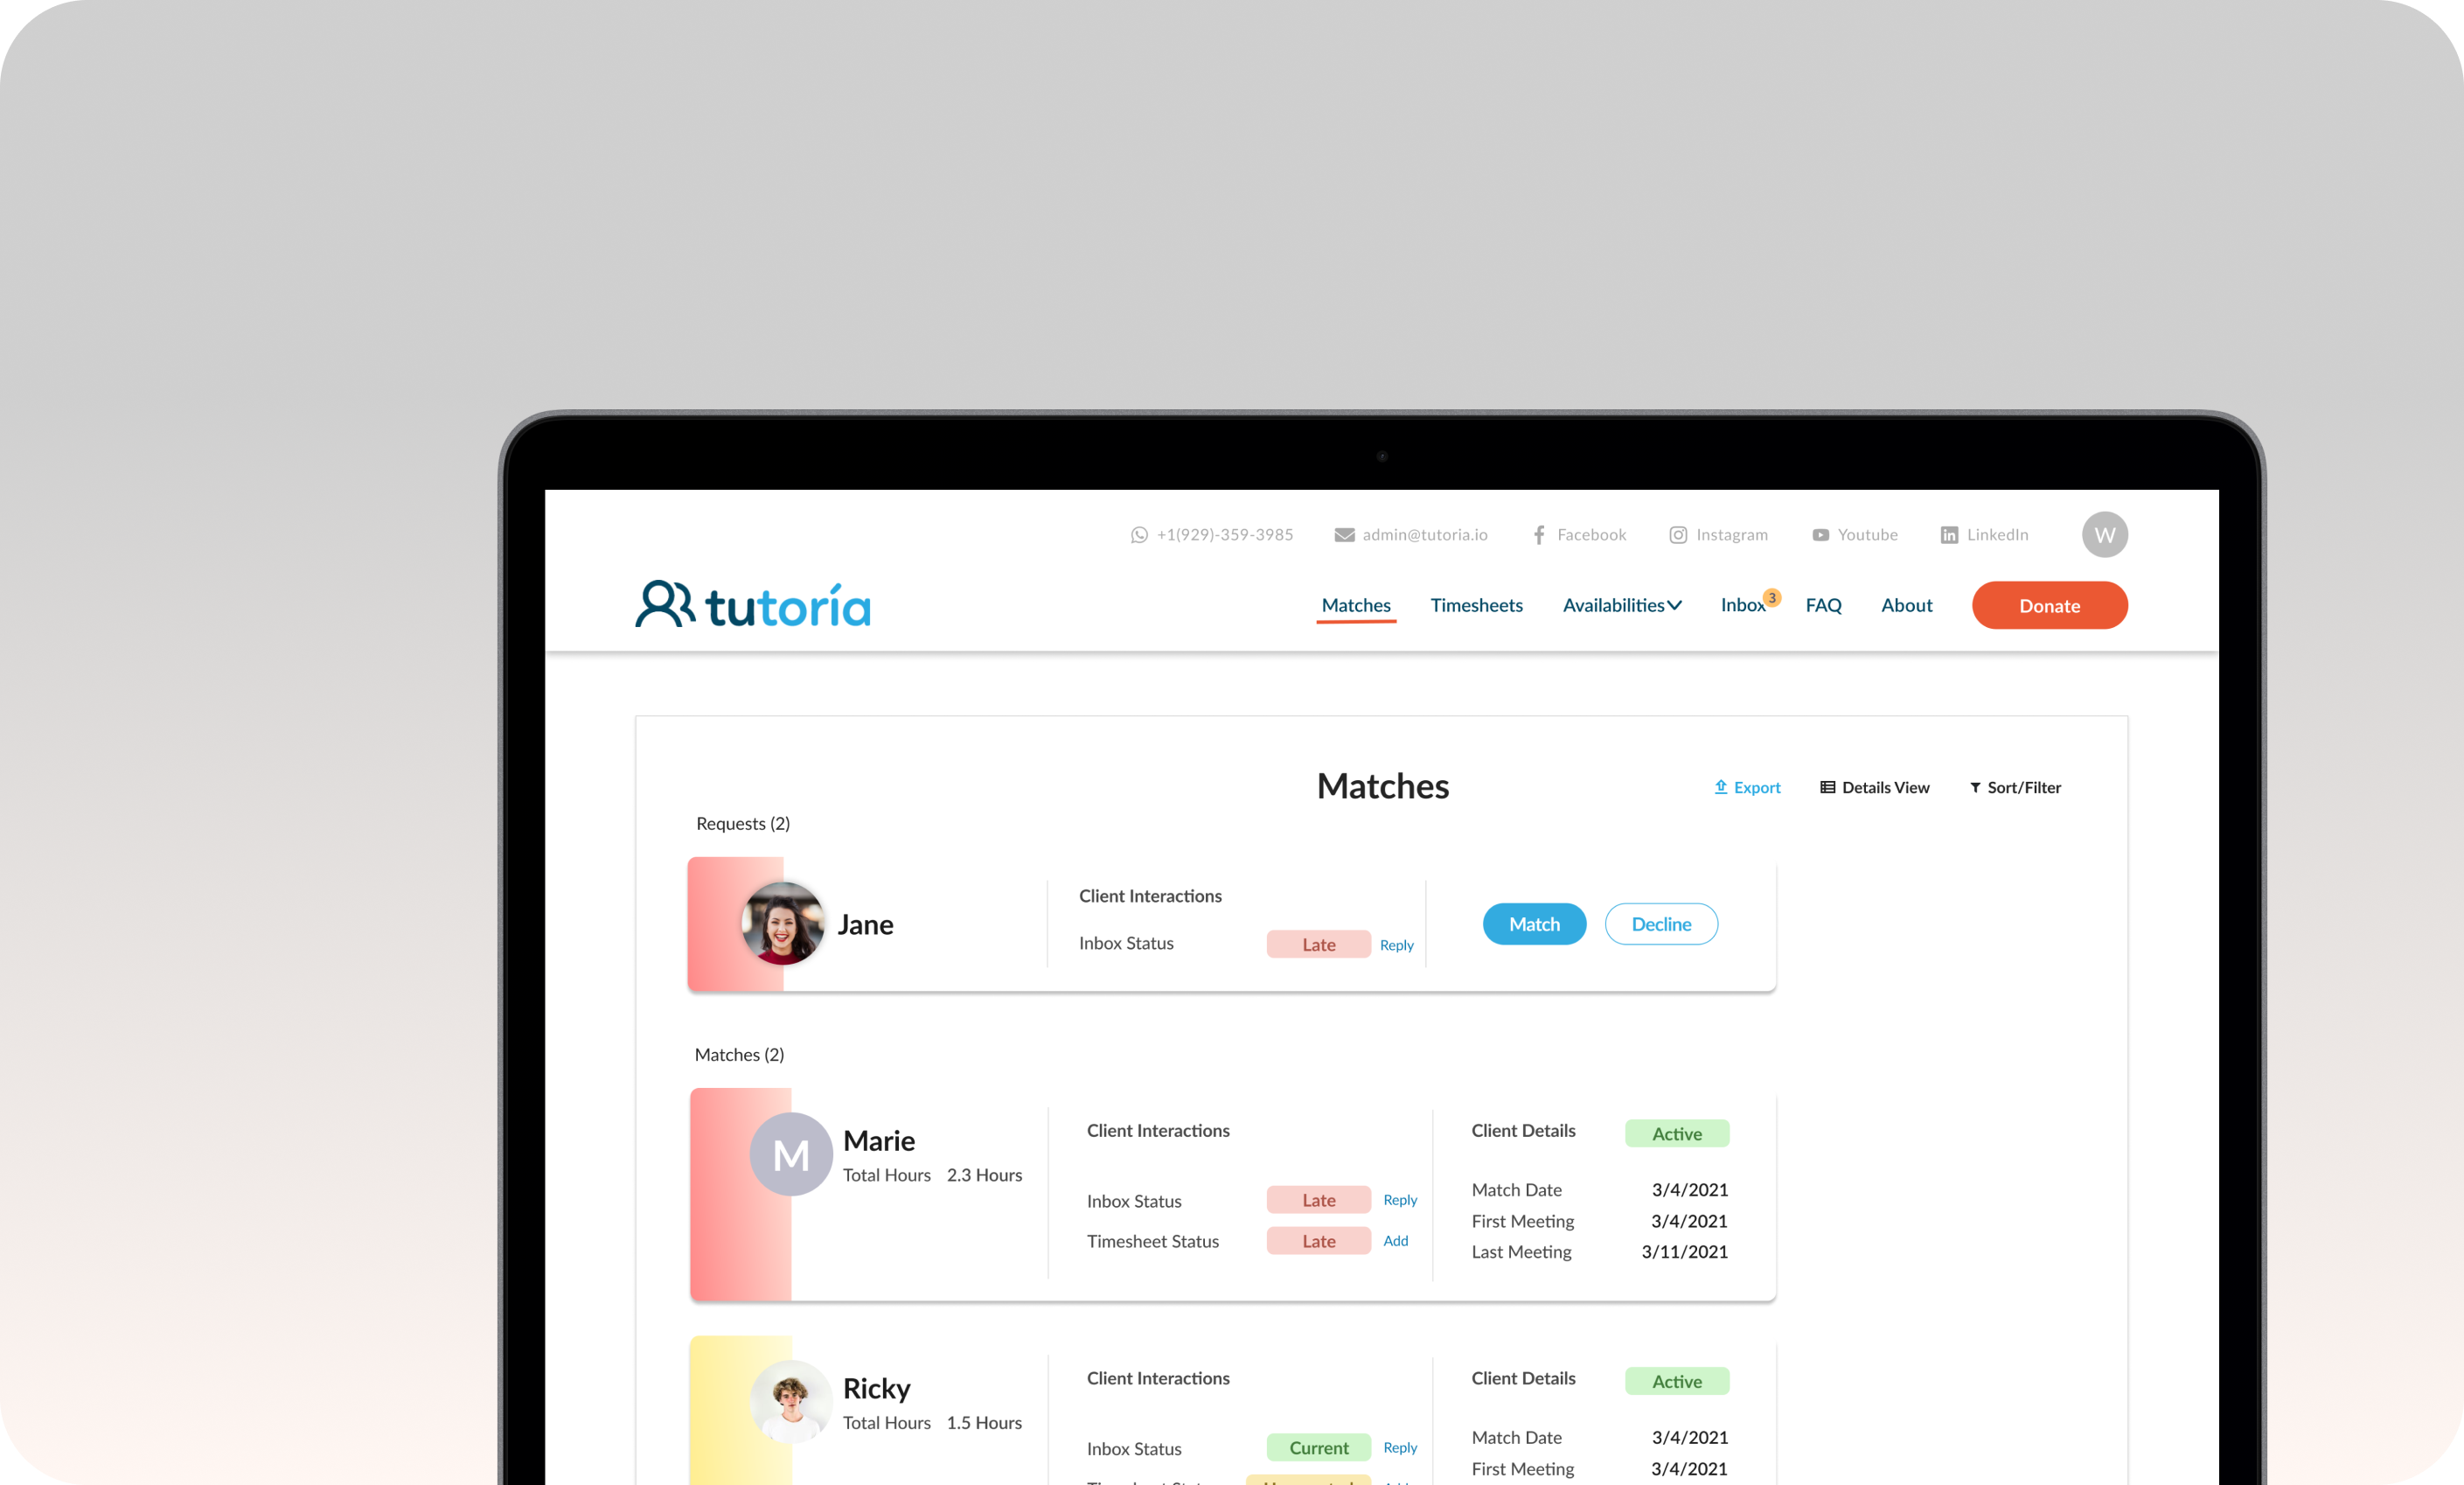 +1(929)-359-3985 admin@tutoria.io Facebook Instagram Youtube LinkedIn W
tutoría
Matches Timesheets Availabilities Inbox 3 FAQ About Donate
Matches
Export Details View Sort/Filter
Requests (2)
Jane
Client Interactions
Inbox Status Late Reply
Match Decline
Matches (2)
M
Marie
Total Hours 2.3 Hours
Client Interactions
Inbox Status Late Reply
Timesheet Status Late Add
Client Details Active
Match Date 3/4/2021
First Meeting 3/4/2021
Last Meeting 3/11/2021
Ricky
Total Hours 1.5 Hours
Client Interactions
Inbox Status Current Reply
Client Details Active
Match Date 3/4/2021
First Meeting 3/4/2021